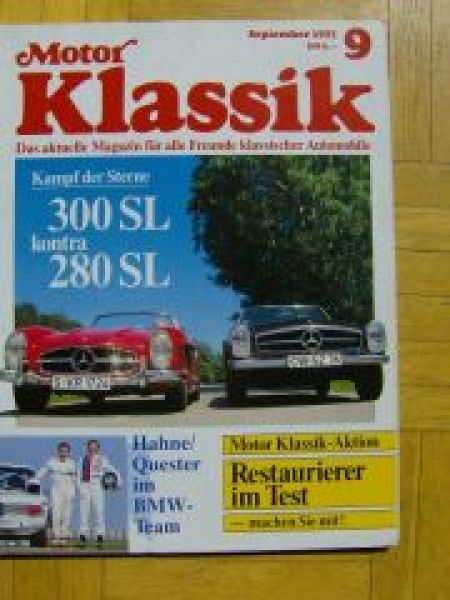 Motor
September 9
Klassik
Das aktuelle Magazin für alle Freunde klassischer Automobile
Kampf der Sterne
300 SL
kontra
280 SL
Hahne/
Quester
im
BMW-
Team
Motor Klassik-Aktion
Restaurierer
im Test
— machen Sie mit!